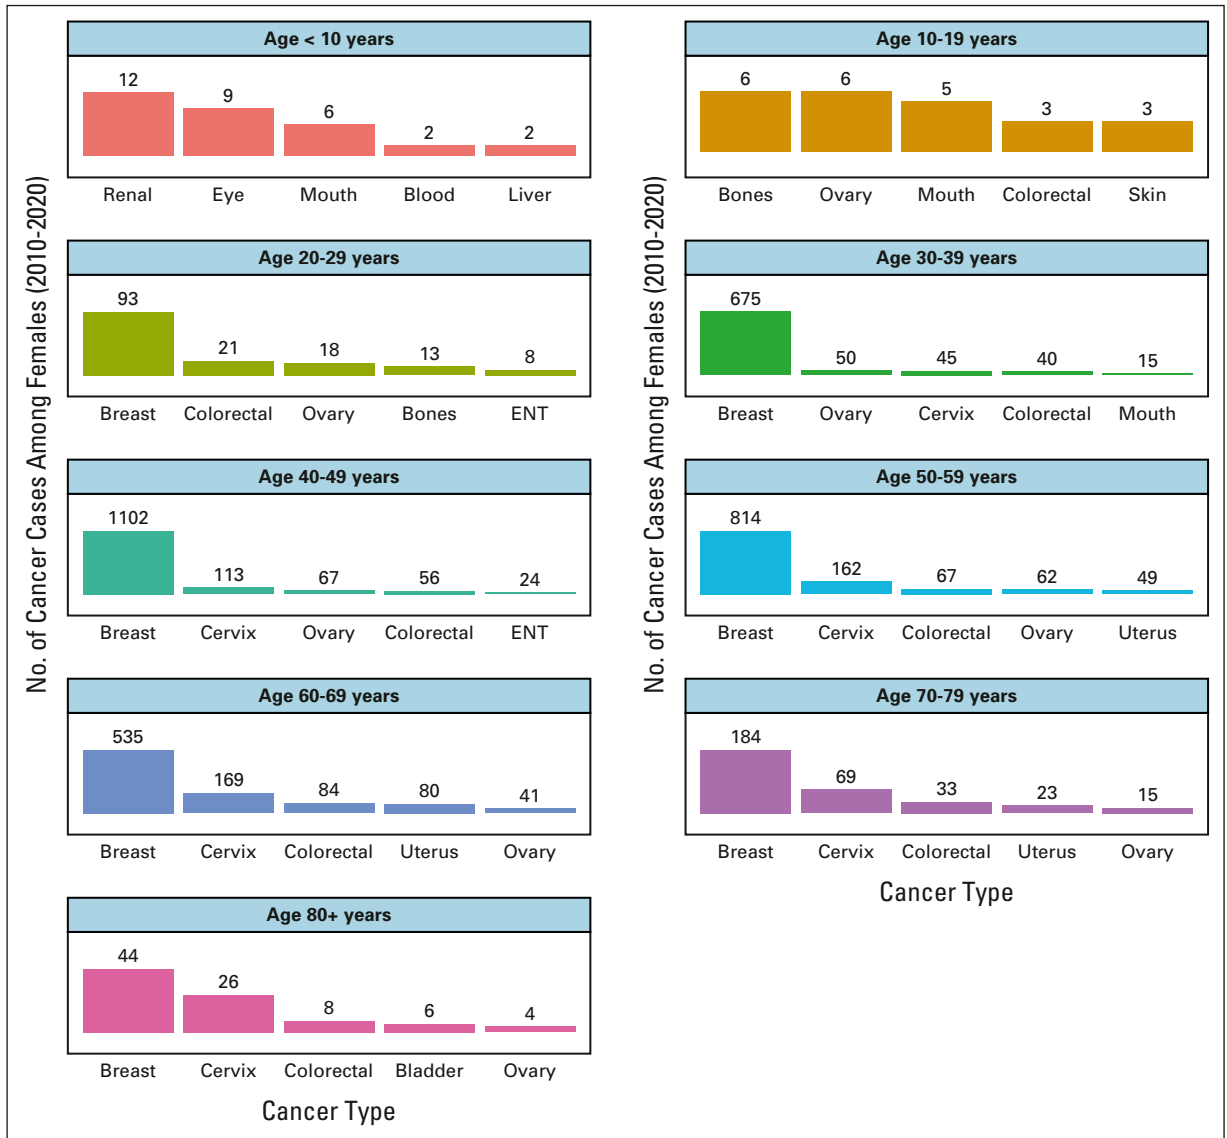 No. of Cancer Cases Among Females (2010-2020)
Age < 10 years
12 9 6 2 2
Renal Eye Mouth Blood Liver
Age 20-29 years
93 21 18 13 8
Breast Colorectal Ovary Bones ENT
Age 40-49 years
1102 113 67 56 24
Breast Cervix Ovary Colorectal ENT
Age 60-69 years
535 169 84 80 41
Breast Cervix Colorectal Uterus Ovary
Age 80+ years
44 26 8 6 4
Breast Cervix Colorectal Bladder Ovary
Cancer Type
No. of Cancer Cases Among Females (2010-2020)
Age 10-19 years
6 6 5 3 3
Bones Ovary Mouth Colorectal Skin
Age 30-39 years
675 50 45 40 15
Breast Ovary Cervix Colorectal Mouth
Age 50-59 years
814 162 67 62 49
Breast Cervix Colorectal Ovary Uterus
Age 70-79 years
184 69 33 23 15
Breast Cervix Colorectal Uterus Ovary
Cancer Type